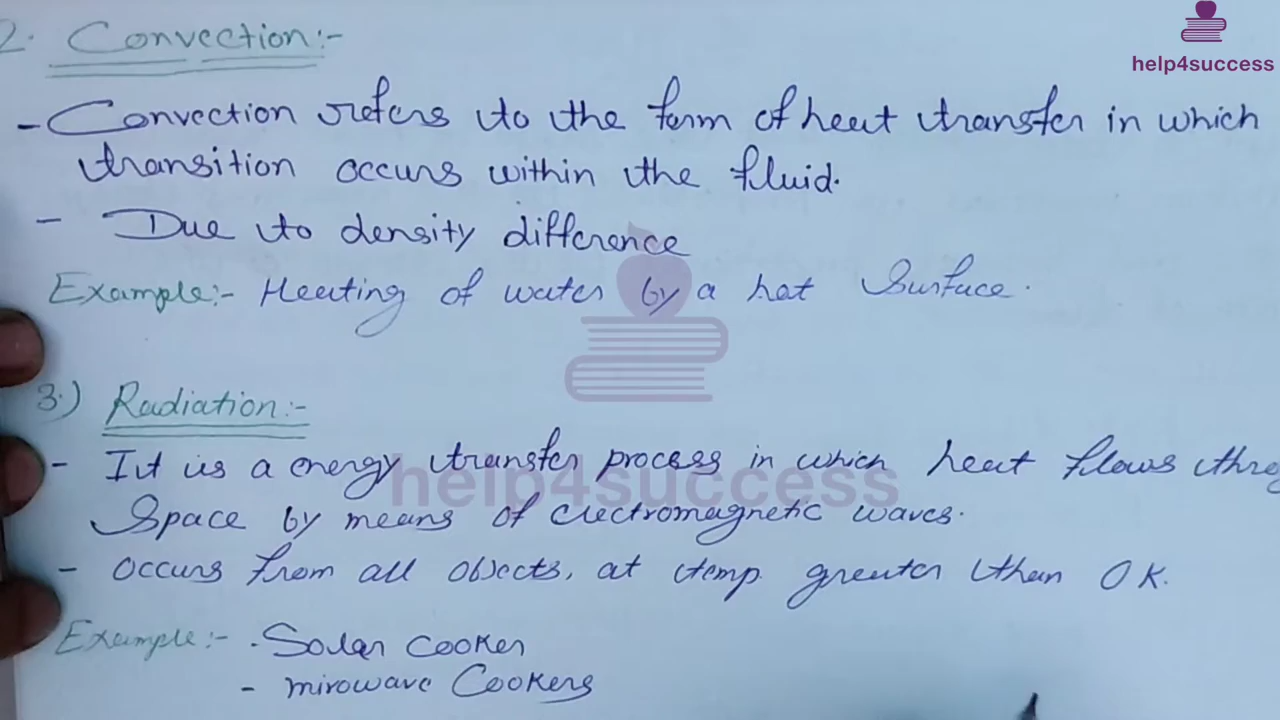 help4success
2. Convection:-
- Convection refers to the form of heat transfer in which
transition occurs within the fluid.
- Due to density difference
Example:- Heating of water by a hot Surface.
3.) Radiation:-
- It is a energy transfer process in which heat flows thro
help4success
Space by means of electromagnetic waves.
- occurs from all objects, at temp. greater than 0 K.
Example:- - Solar cooker
- mirowave Cookers